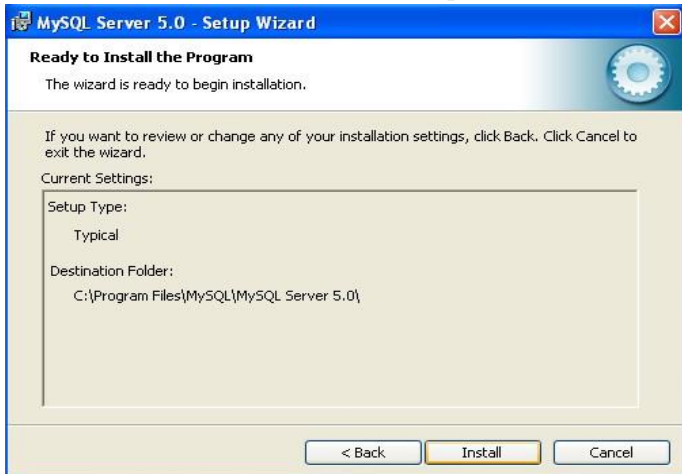 MySQL Server 5.0 - Setup Wizard
Ready to Install the Program
The wizard is ready to begin installation.
If you want to review or change any of your installation settings, click Back. Click Cancel to
exit the wizard.
Current Settings:
Setup Type:
Typical
Destination Folder:
C:\Program Files\MySQL\MySQL Server 5.0\
< Back Install Cancel